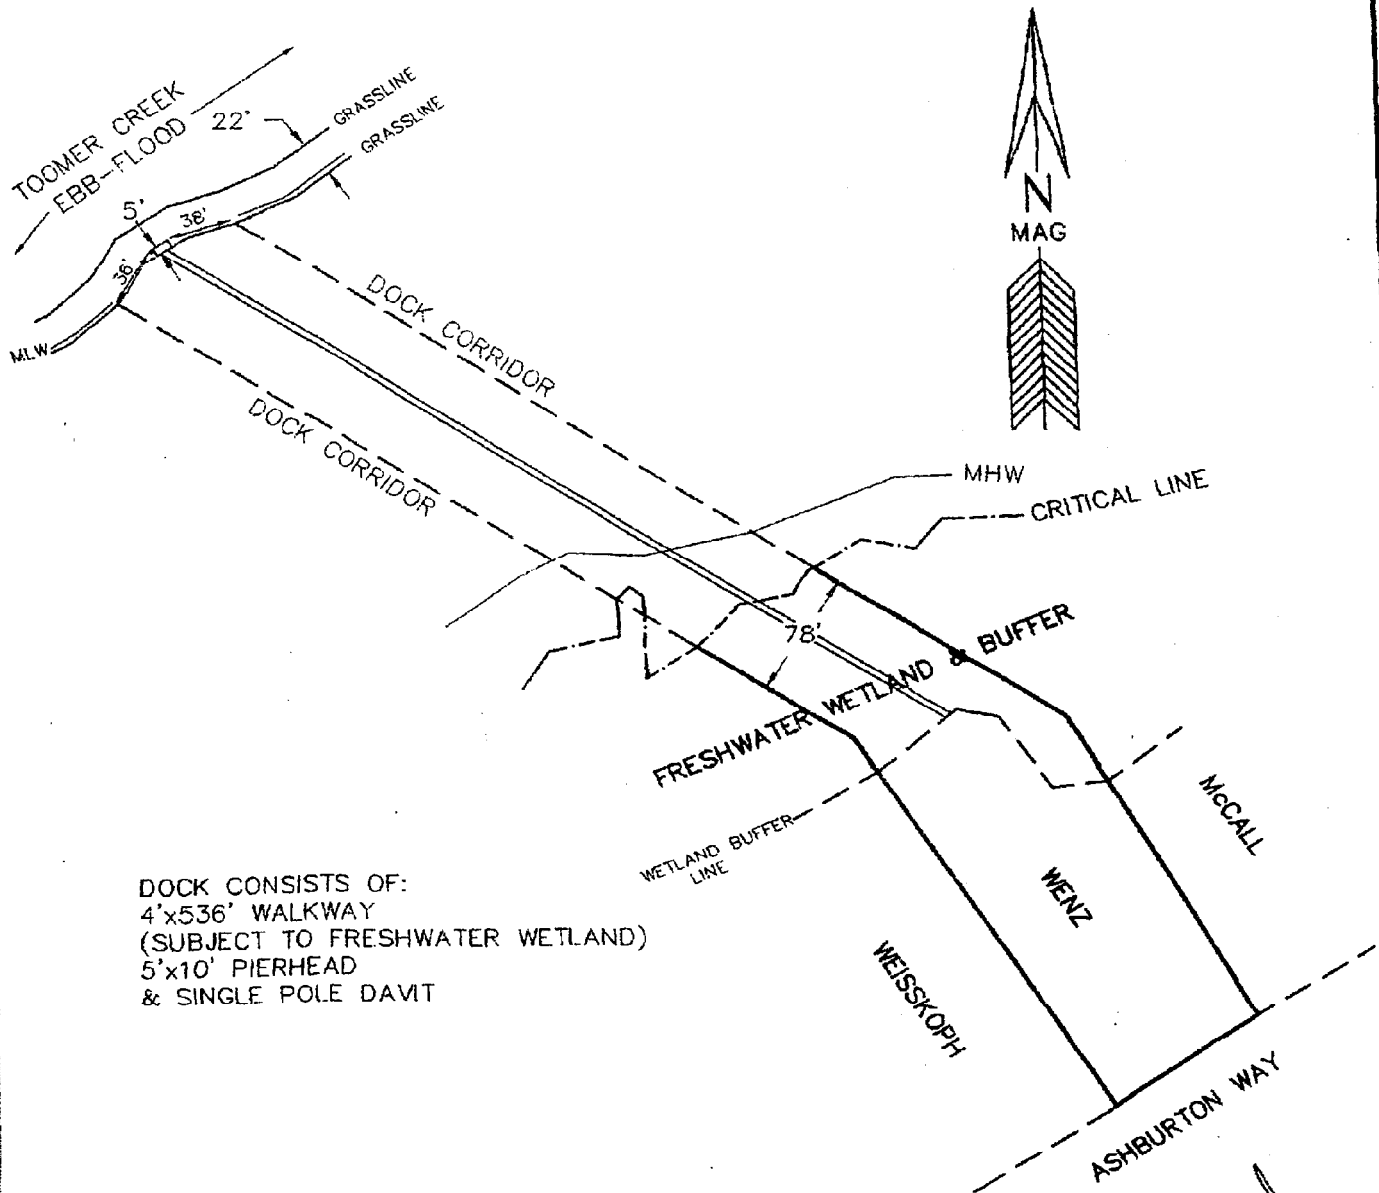 TOOMER CREEK
EBB-FLOOD
22'
GRASSLINE
GRASSLINE
5'
38'
36'
MLW
N
MAG
DOCK CORRIDOR
DOCK CORRIDOR
MHW
CRITICAL LINE
78'
FRESHWATER WETLAND & BUFFER
WETLAND BUFFER
LINE
McCALL
WENZ
WEISSKOPH
DOCK CONSISTS OF:
4'x536' WALKWAY
(SUBJECT TO FRESHWATER WETLAND)
5'x10' PIERHEAD
& SINGLE POLE DAVIT
ASHBURTON WAY